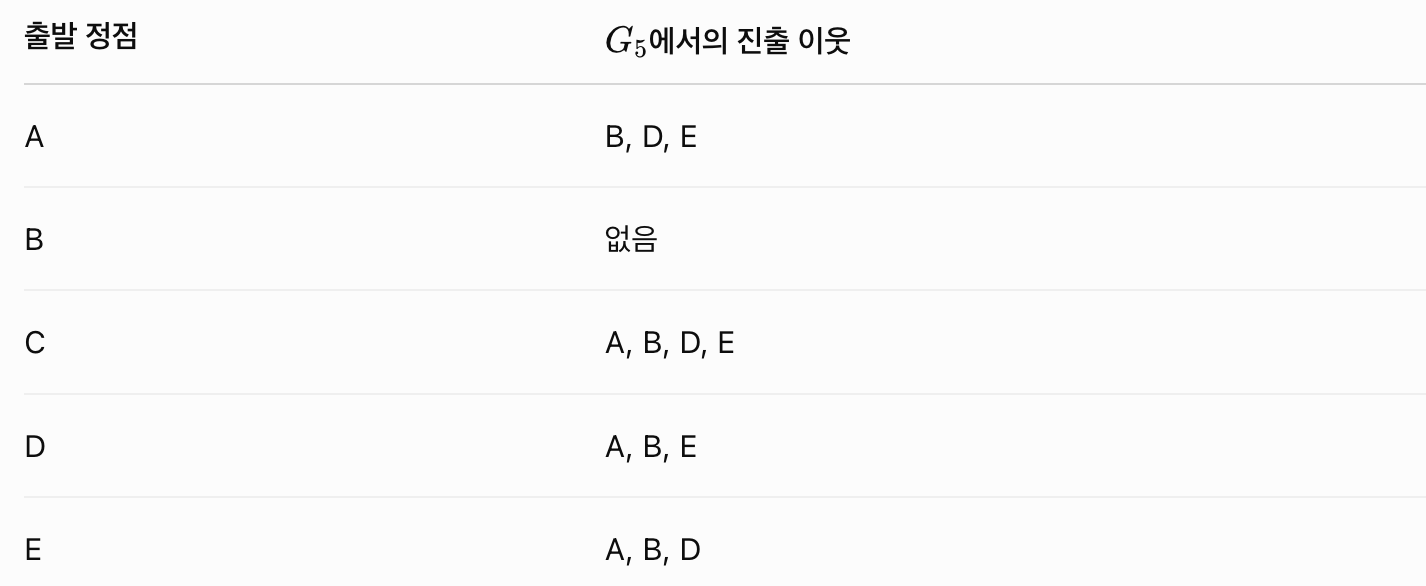 출발 정점 G₅에서의 진출 이웃
A B, D, E
B 없음
C A, B, D, E
D A, B, E
E A, B, D